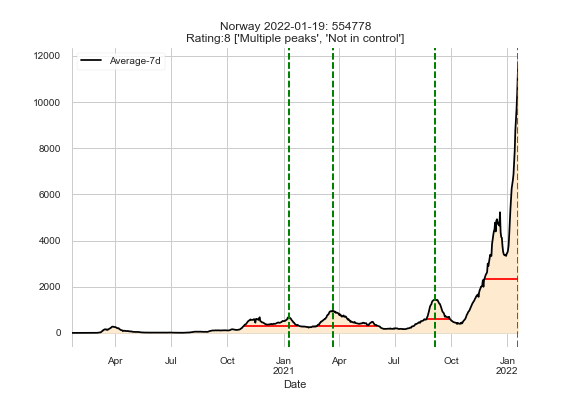 Norway 2022-01-19: 554778
Rating:8 ['Multiple peaks', 'Not in control']
Average-7d
12000
10000
8000
6000
4000
2000
0
Apr
Jul
Oct
Jan
2021
Apr
Jul
Oct
Jan
2022
Date